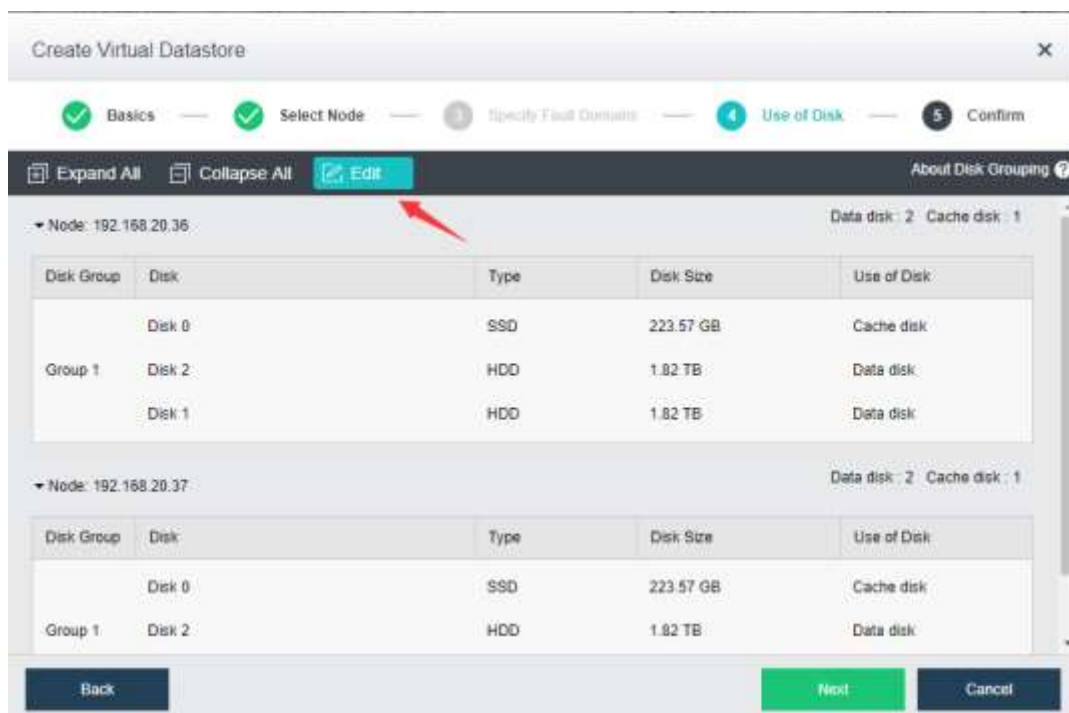 Create Virtual Datastore ×
Basics Select Node 3 Specify Fault Domains 4 Use of Disk 5 Confirm
Expand All Collapse All Edit About Disk Grouping ?
Node: 192.168.20.36 Data disk : 2 Cache disk : 1
Disk Group Disk Type Disk Size Use of Disk
Disk 0 SSD 223.57 GB Cache disk
Group 1 Disk 2 HDD 1.82 TB Data disk
Disk 1 HDD 1.82 TB Data disk
Node: 192.168.20.37 Data disk : 2 Cache disk : 1
Disk Group Disk Type Disk Size Use of Disk
Disk 0 SSD 223.57 GB Cache disk
Group 1 Disk 2 HDD 1.82 TB Data disk
Back Next Cancel